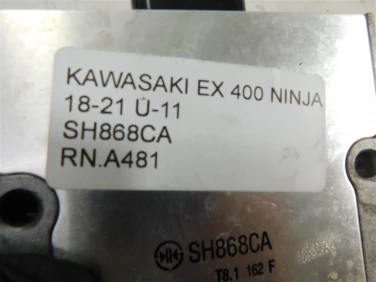 KAWASAKI EX 400 NINJA
18-21 Ü-11
SH868CA
RN.A481
SH868CA
T8.1 162 F